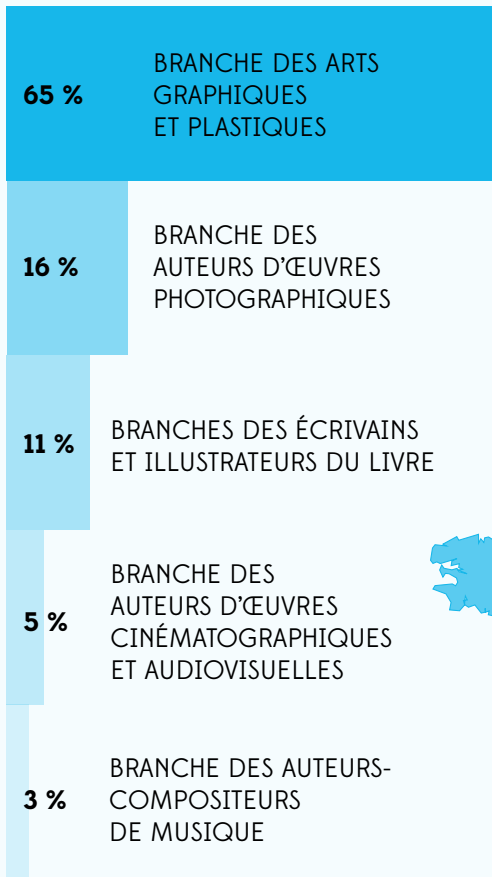 65 %
BRANCHE DES ARTS
GRAPHIQUES
ET PLASTIQUES
16 %
BRANCHE DES
AUTEURS D’ŒUVRES
PHOTOGRAPHIQUES
11 %
BRANCHES DES ÉCRIVAINS
ET ILLUSTRATEURS DU LIVRE
5 %
BRANCHE DES
AUTEURS D’ŒUVRES
CINÉMATOGRAPHIQUES
ET AUDIOVISUELLES
3 %
BRANCHE DES AUTEURS-
COMPOSITEURS
DE MUSIQUE